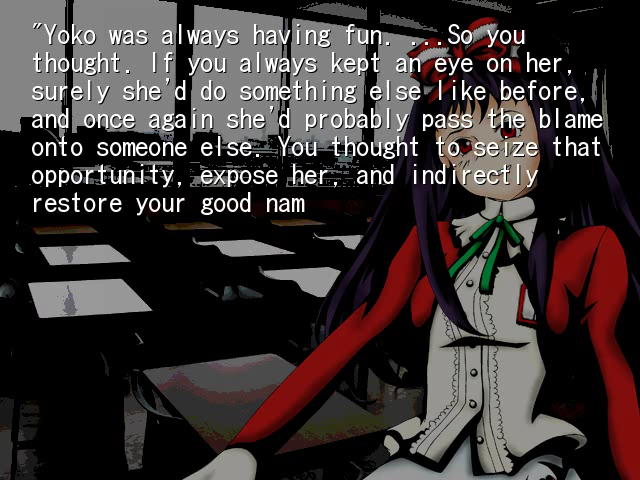 "Yoko was always having fun. ...So you
thought. If you always kept an eye on her,
surely she'd do something else like before,
and once again she'd probably pass the blame
onto someone else. You thought to seize that
opportunity, expose her, and indirectly
restore your good nam